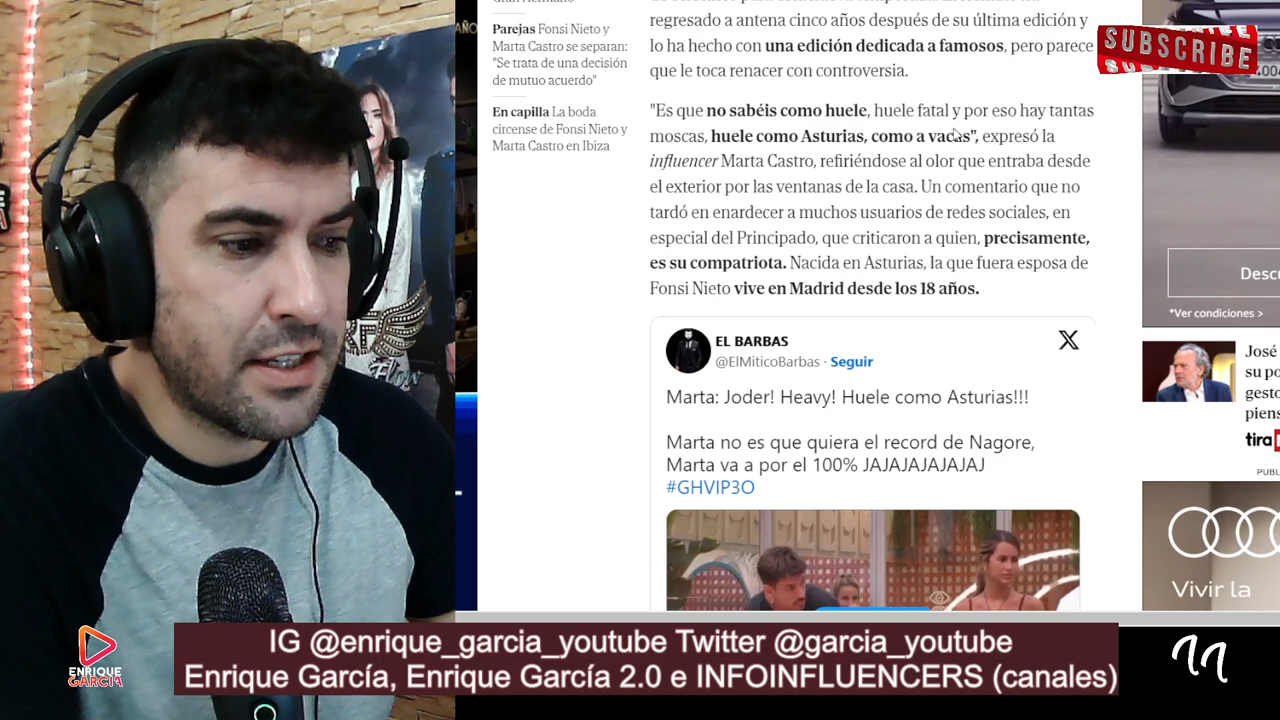 Parejas Fonsi Nieto y
Marta Castro se separan:
"Se trata de una decisión
de mutuo acuerdo"
En capilla La boda
circense de Fonsi Nieto y
Marta Castro en Ibiza
regresado a antena cinco años después de su última edición y
lo ha hecho con una edición dedicada a famosos, pero parece
que le toca renacer con controversia.
"Es que no sabéis como huele, huele fatal y por eso hay tantas
moscas, huele como Asturias, como a vacas", expresó la
influencer Marta Castro, refiriéndose al olor que entraba desde
el exterior por las ventanas de la casa. Un comentario que no
tardó en enardecer a muchos usuarios de redes sociales, en
especial del Principado, que criticaron a quien, precisamente,
es su compatriota. Nacida en Asturias, la que fuera esposa de
Fonsi Nieto vive en Madrid desde los 18 años.
EL BARBAS
@ElMiticoBarbas · Seguir
Marta: Joder! Heavy! Huele como Asturias!!!
Marta no es que quiera el record de Nagore,
Marta va a por el 100% JAJAJAJAJAJAJ
#GHVIP3O
SUBSCRIBE
Descu
*Ver condiciones >
José
su po
gesto
piens
tira
PUBL
Vivir la
Flow
ENRIQUE
GARCÍA
IG @enrique_garcia_youtube Twitter @garcia_youtube
Enrique García, Enrique García 2.0 e INFOINFLUENCERS (canales)